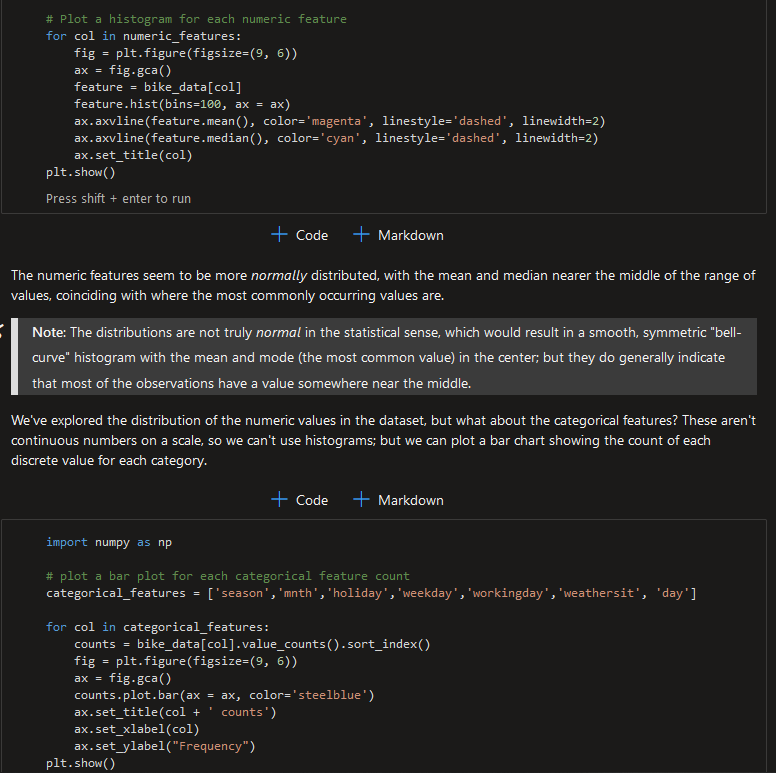 # Plot a histogram for each numeric feature
for col in numeric_features:
    fig = plt.figure(figsize=(9, 6))
    ax = fig.gca()
    feature = bike_data[col]
    feature.hist(bins=100, ax = ax)
    ax.axvline(feature.mean(), color='magenta', linestyle='dashed', linewidth=2)
    ax.axvline(feature.median(), color='cyan', linestyle='dashed', linewidth=2)
    ax.set_title(col)
plt.show()
Press shift + enter to run
+ Code + Markdown
The numeric features seem to be more normally distributed, with the mean and median nearer the middle of the range of
values, coinciding with where the most commonly occurring values are.
Note: The distributions are not truly normal in the statistical sense, which would result in a smooth, symmetric "bell-
curve" histogram with the mean and mode (the most common value) in the center; but they do generally indicate
that most of the observations have a value somewhere near the middle.
We've explored the distribution of the numeric values in the dataset, but what about the categorical features? These aren't
continuous numbers on a scale, so we can't use histograms; but we can plot a bar chart showing the count of each
discrete value for each category.
+ Code + Markdown
import numpy as np
# plot a bar plot for each categorical feature count
categorical_features = ['season','mnth','holiday','weekday','workingday','weathersit', 'day']
for col in categorical_features:
    counts = bike_data[col].value_counts().sort_index()
    fig = plt.figure(figsize=(9, 6))
    ax = fig.gca()
    counts.plot.bar(ax = ax, color='steelblue')
    ax.set_title(col + ' counts')
    ax.set_xlabel(col)
    ax.set_ylabel("Frequency")
plt.show()